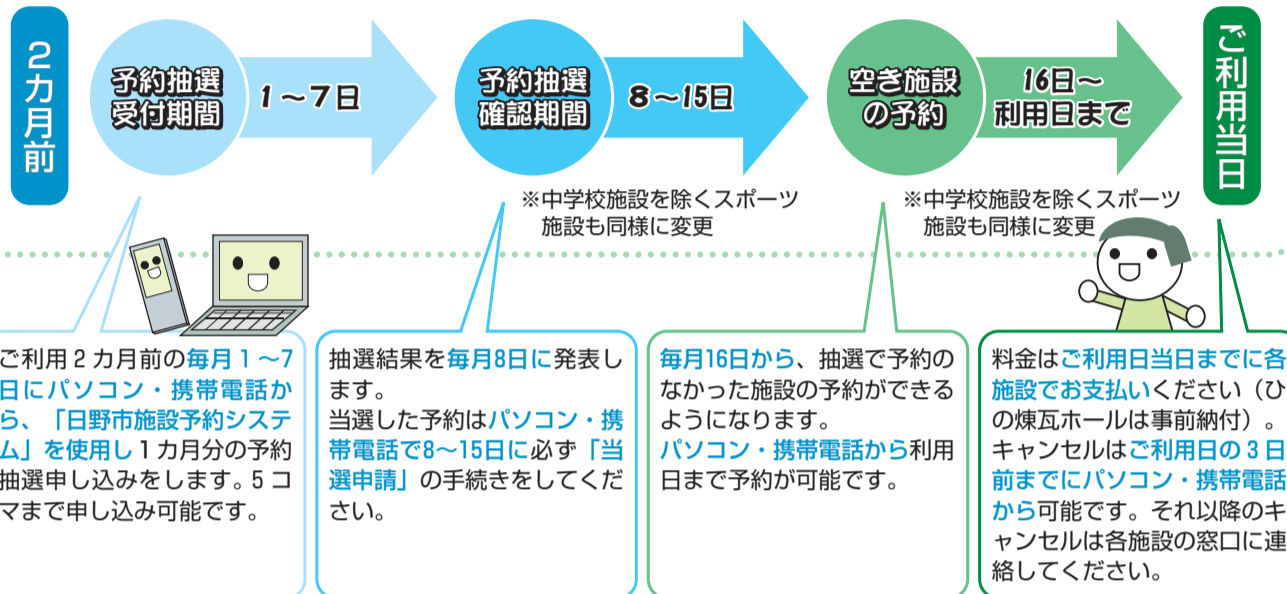 2カ月前
予約抽選
受付期間
1～7日
予約抽選
確認期間
8～15日
空き施設
の予約
16日～
利用日まで
ご利用当日
※中学校施設を除くスポーツ
施設も同様に変更
※中学校施設を除くスポーツ
施設も同様に変更
ご利用2カ月前の毎月1～7
日にパソコン・携帯電話か
ら、「日野市施設予約システ
ム」を使用し1カ月分の予約
抽選申し込みをします。5コ
マまで申し込み可能です。
抽選結果を毎月8日に発表し
ます。
当選した予約はパソコン・携
帯電話で8～15日に必ず「当
選申請」の手続きをしてくだ
さい。
毎月16日から、抽選で予約の
なかった施設の予約ができる
ようになります。
パソコン・携帯電話から利用
日まで予約が可能です。
料金はご利用日当日までに各
施設でお支払いください（ひ
の煉瓦ホールは事前納付）。
キャンセルはご利用日の3日
前までにパソコン・携帯電話
から可能です。それ以降のキ
ャンセルは各施設の窓口に連
絡してください。